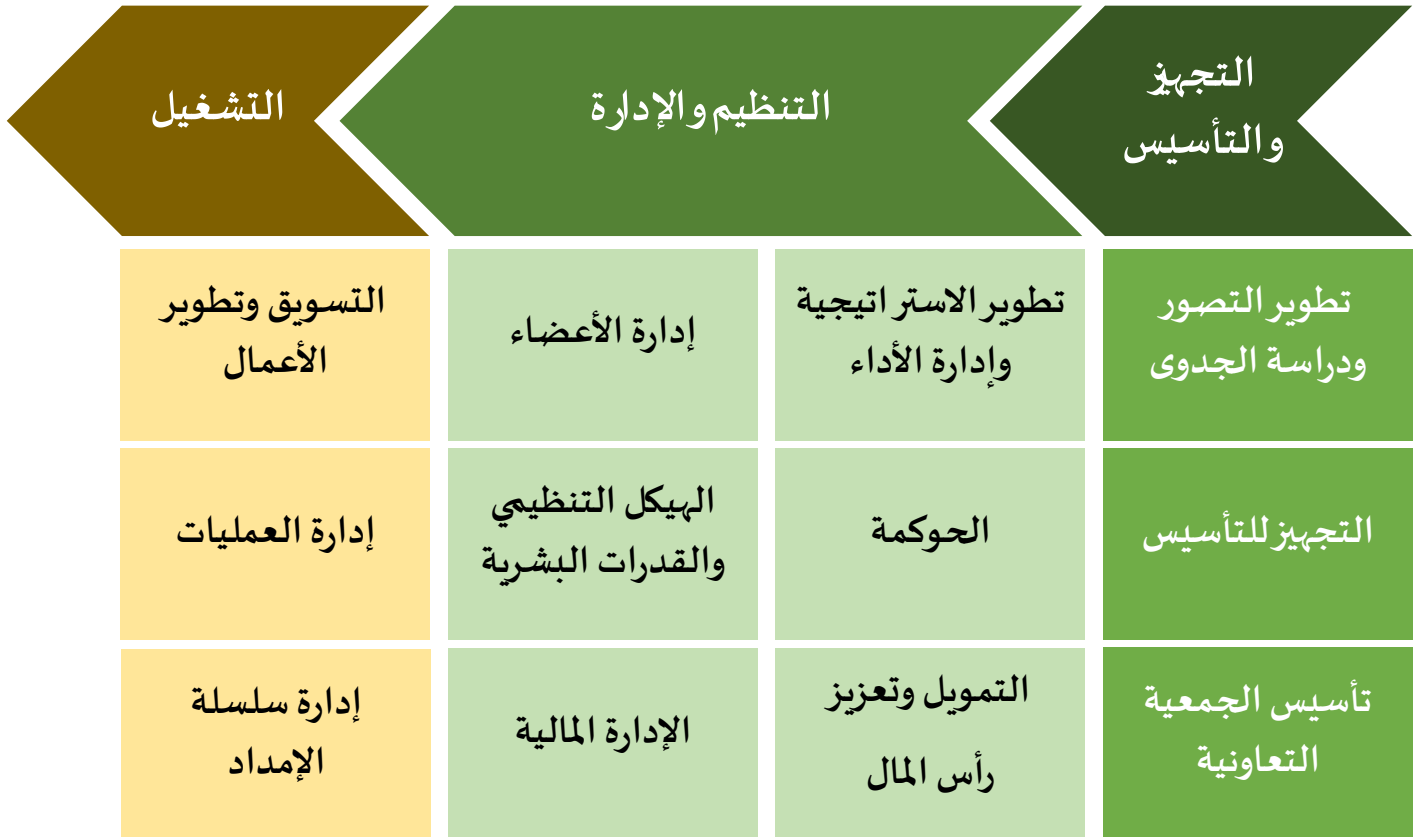 التجهيز
والتأسيس
التنظيم والإدارة
التشغيل
تطوير التصور
ودراسة الجدوى
تطوير الاستراتيجية
وإدارة الأداء
إدارة الأعضاء
التسويق وتطوير
الأعمال
التجهيز للتأسيس
الحوكمة
الهيكل التنظيمي
والقدرات البشرية
إدارة العمليات
تأسيس الجمعية
التعاونية
التمويل وتعزيز
رأس المال
الإدارة المالية
إدارة سلسلة
الإمداد